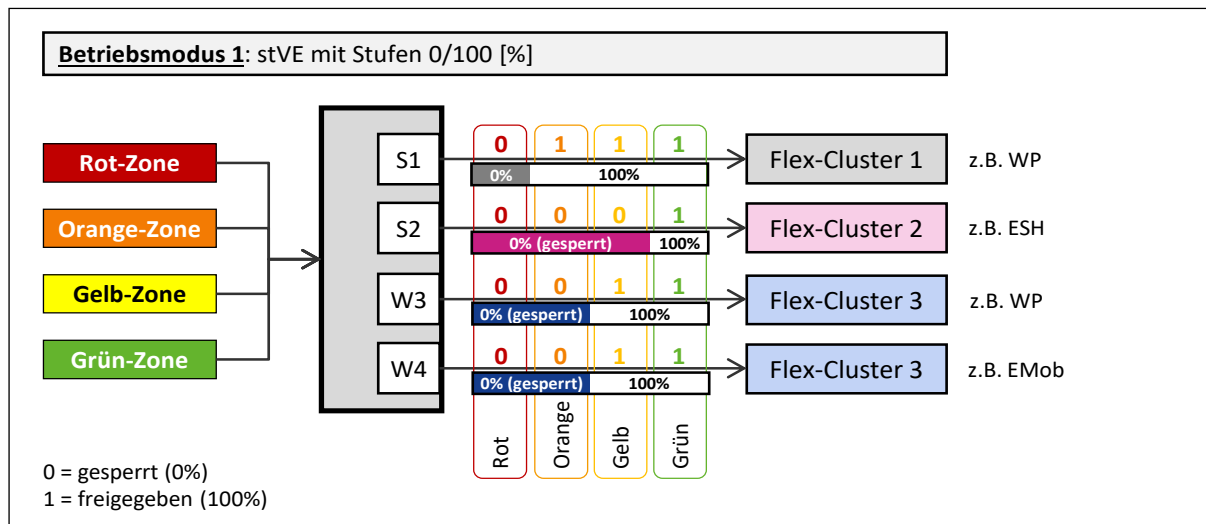 Betriebsmodus 1: stVE mit Stufen 0/100 [%]
Rot-Zone
Orange-Zone
Gelb-Zone
Grün-Zone
S1
0 1 1 1
0% 100%
Flex-Cluster 1
z.B. WP
S2
0 0 0 1
0% (gesperrt) 100%
Flex-Cluster 2
z.B. ESH
W3
0 0 1 1
0% (gesperrt) 100%
Flex-Cluster 3
z.B. WP
W4
0 0 1 1
0% (gesperrt) 100%
Flex-Cluster 3
z.B. EMob
Rot
Orange
Gelb
Grün
0 = gesperrt (0%)
1 = freigegeben (100%)